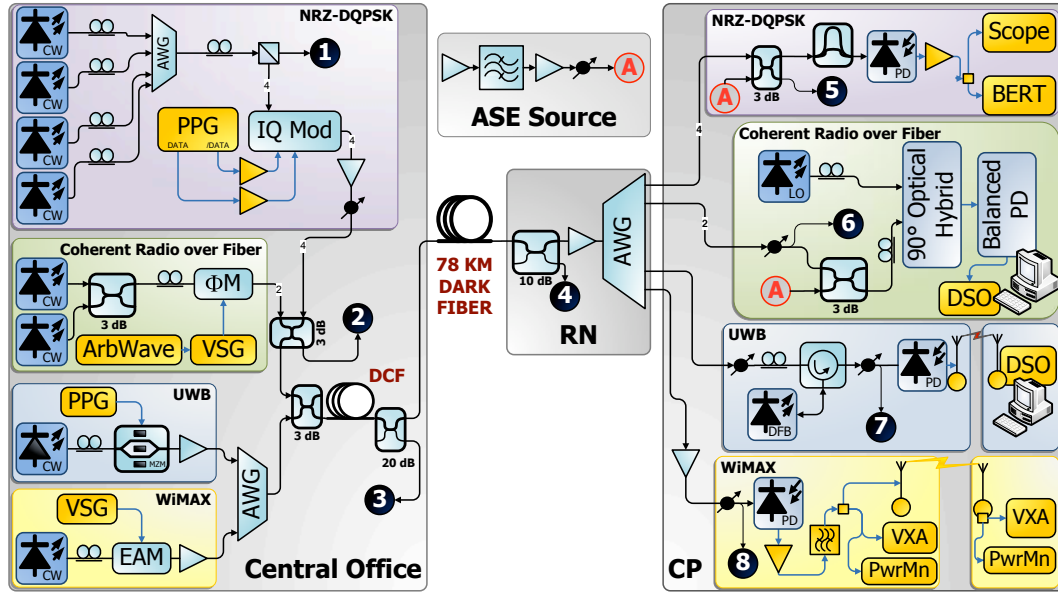 NRZ-DQPSK
CW
CW
CW
CW
AWG
4
1
PPG
DATA
/DATA
IQ Mod
4
4
Coherent Radio over Fiber
CW
CW
3 dB
ΦM
2
ArbWave
VSG
3 dB
2
UWB
PPG
CW
MZM
WiMAX
VSG
CW
EAM
AWG
3 dB
DCF
20 dB
3
Central Office
A
ASE Source
78 KM
DARK
FIBER
10 dB
4
AWG
RN
4
2
NRZ-DQPSK
A
3 dB
5
PD
Scope
BERT
Coherent Radio over Fiber
LO
6
A
3 dB
90° Optical
Hybrid
Balanced
PD
DSO
UWB
DFB
7
PD
DSO
WiMAX
PD
8
VXA
PwrMn
VXA
PwrMn
CP